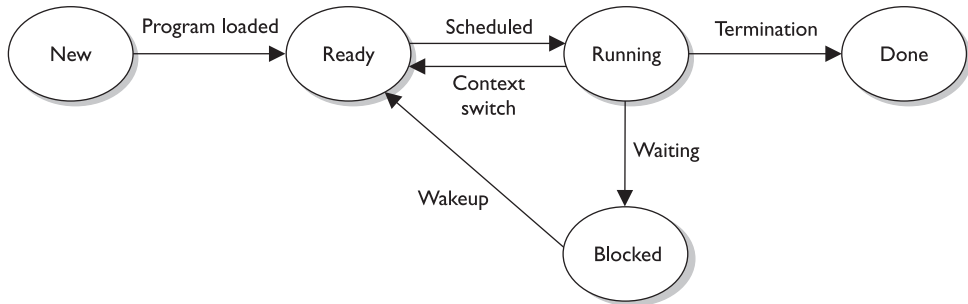 Program loaded
Scheduled
Termination
New
Ready
Running
Done
Context
switch
Waiting
Wakeup
Blocked